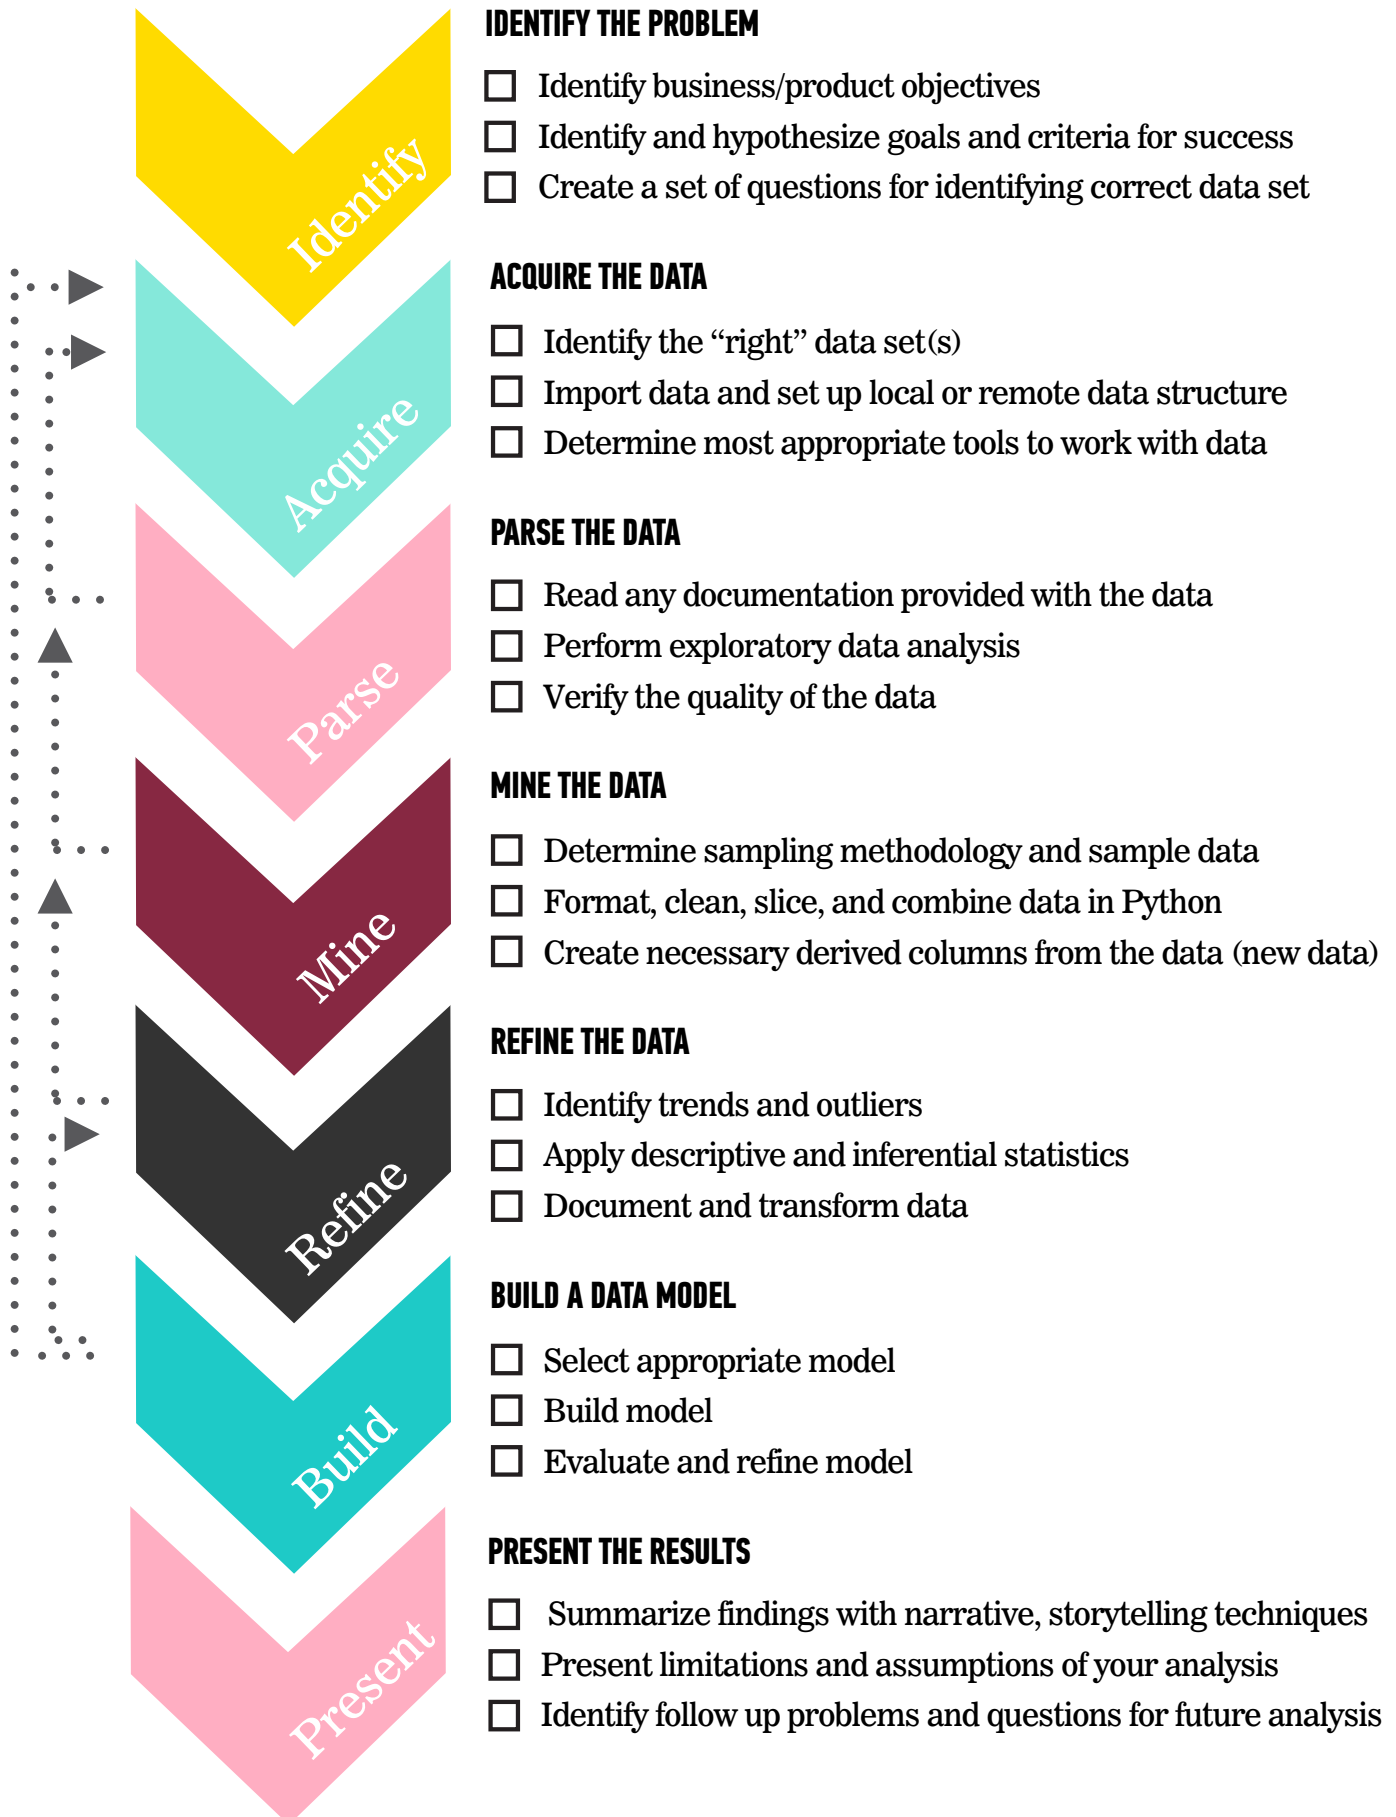 IDENTIFY THE PROBLEM
Identify business/product objectives
Identify and hypothesize goals and criteria for success
Create a set of questions for identifying correct data set
Identify
ACQUIRE THE DATA
Identify the “right” data set(s)
Import data and set up local or remote data structure
Determine most appropriate tools to work with data
Acquire
PARSE THE DATA
Read any documentation provided with the data
Perform exploratory data analysis
Verify the quality of the data
Parse
MINE THE DATA
Determine sampling methodology and sample data
Format, clean, slice, and combine data in Python
Create necessary derived columns from the data (new data)
Mine
REFINE THE DATA
Identify trends and outliers
Apply descriptive and inferential statistics
Document and transform data
Refine
BUILD A DATA MODEL
Select appropriate model
Build model
Evaluate and refine model
Build
PRESENT THE RESULTS
Summarize findings with narrative, storytelling techniques
Present limitations and assumptions of your analysis
Identify follow up problems and questions for future analysis
Present